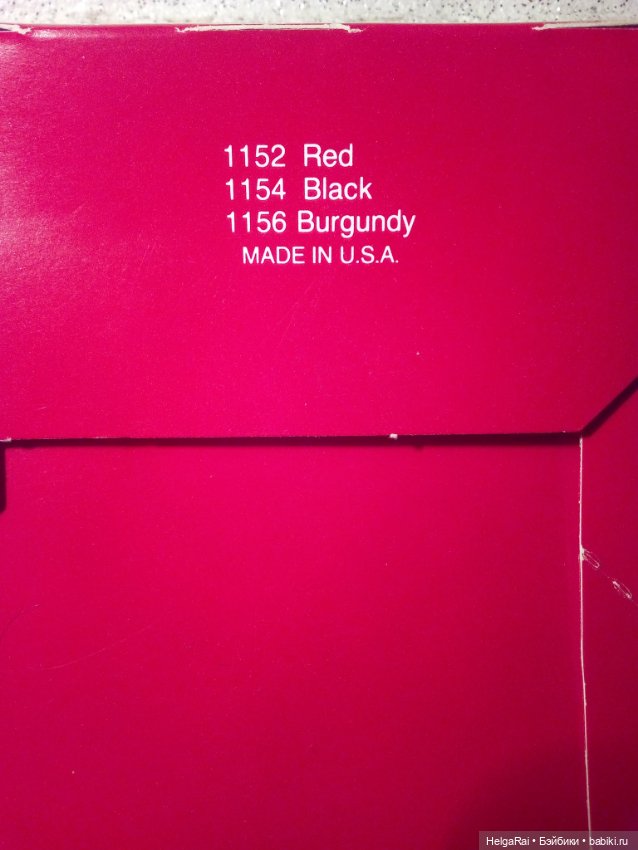 1152 Red
1154 Black
1156 Burgundy
MADE IN U.S.A.
HelgaRai • Бэйбики • babiki.ru